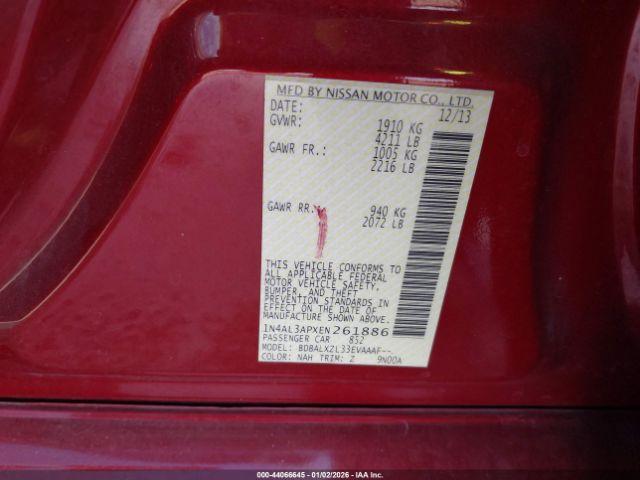 MFD BY NISSAN MOTOR CO., LTD.
DATE: 12/13
GVWR: 1910 KG
4211 LB
GAWR FR.: 1005 KG
2216 LB
GAWR RR.: 940 KG
2072 LB
THIS VEHICLE CONFORMS TO
ALL APPLICABLE FEDERAL
MOTOR VEHICLE SAFETY,
BUMPER, AND THEFT
PREVENTION STANDARDS IN
EFFECT ON THE DATE OF
MANUFACTURE SHOWN ABOVE.
1N4AL3APXEN261886
PASSENGER CAR 852
MODEL: BDBALXZL33EVAAAF--
COLOR: NAH TRIM: Z 9N00A
000-44066645 - 01/02/2026 - IAA Inc.